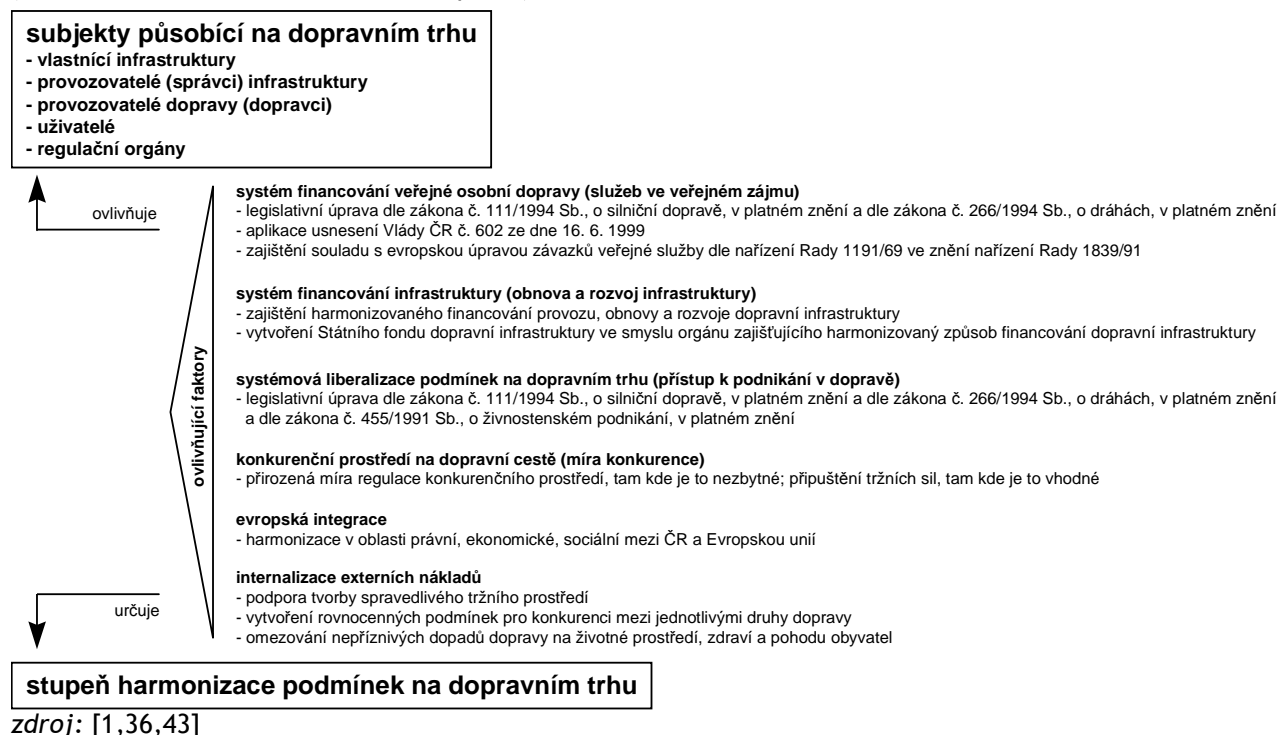 subjekty působící na dopravním trhu
- vlastnící infrastruktury
- provozovatelé (správci) infrastruktury
- provozovatelé dopravy (dopravci)
- uživatelé
- regulační orgány
ovlivňuje
systém financování veřejné osobní dopravy (služeb ve veřejném zájmu)
- legislativní úprava dle zákona č. 111/1994 Sb., o silniční dopravě, v platném znění a dle zákona č. 266/1994 Sb., o dráhách, v platném znění
- aplikace usnesení Vlády ČR č. 602 ze dne 16. 6. 1999
- zajištění souladu s evropskou úpravou závazků veřejné služby dle nařízení Rady 1191/69 ve znění nařízení Rady 1839/91
systém financování infrastruktury (obnova a rozvoj infrastruktury)
- zajištění harmonizovaného financování provozu, obnovy a rozvoje dopravní infrastruktury
- vytvoření Státního fondu dopravní infrastruktury ve smyslu orgánu zajišťujícího harmonizovaný způsob financování dopravní infrastruktury
ovlivňující faktory
systémová liberalizace podmínek na dopravním trhu (přístup k podnikání v dopravě)
- legislativní úprava dle zákona č. 111/1994 Sb., o silniční dopravě, v platném znění a dle zákona č. 266/1994 Sb., o dráhách, v platném znění
a dle zákona č. 455/1991 Sb., o živnostenském podnikání, v platném znění
konkurenční prostředí na dopravní cestě (míra konkurence)
- přirozená míra regulace konkurenčního prostředí, tam kde je to nezbytné; připuštění tržních sil, tam kde je to vhodné
evropská integrace
- harmonizace v oblasti právní, ekonomické, sociální mezi ČR a Evropskou unií
internalizace externích nákladů
- podpora tvorby spravedlivého tržního prostředí
- vytvoření rovnocenných podmínek pro konkurenci mezi jednotlivými druhy dopravy
- omezování nepříznivých dopadů dopravy na životné prostředí, zdraví a pohodu obyvatel
určuje
stupeň harmonizace podmínek na dopravním trhu
zdroj: [1,36,43]